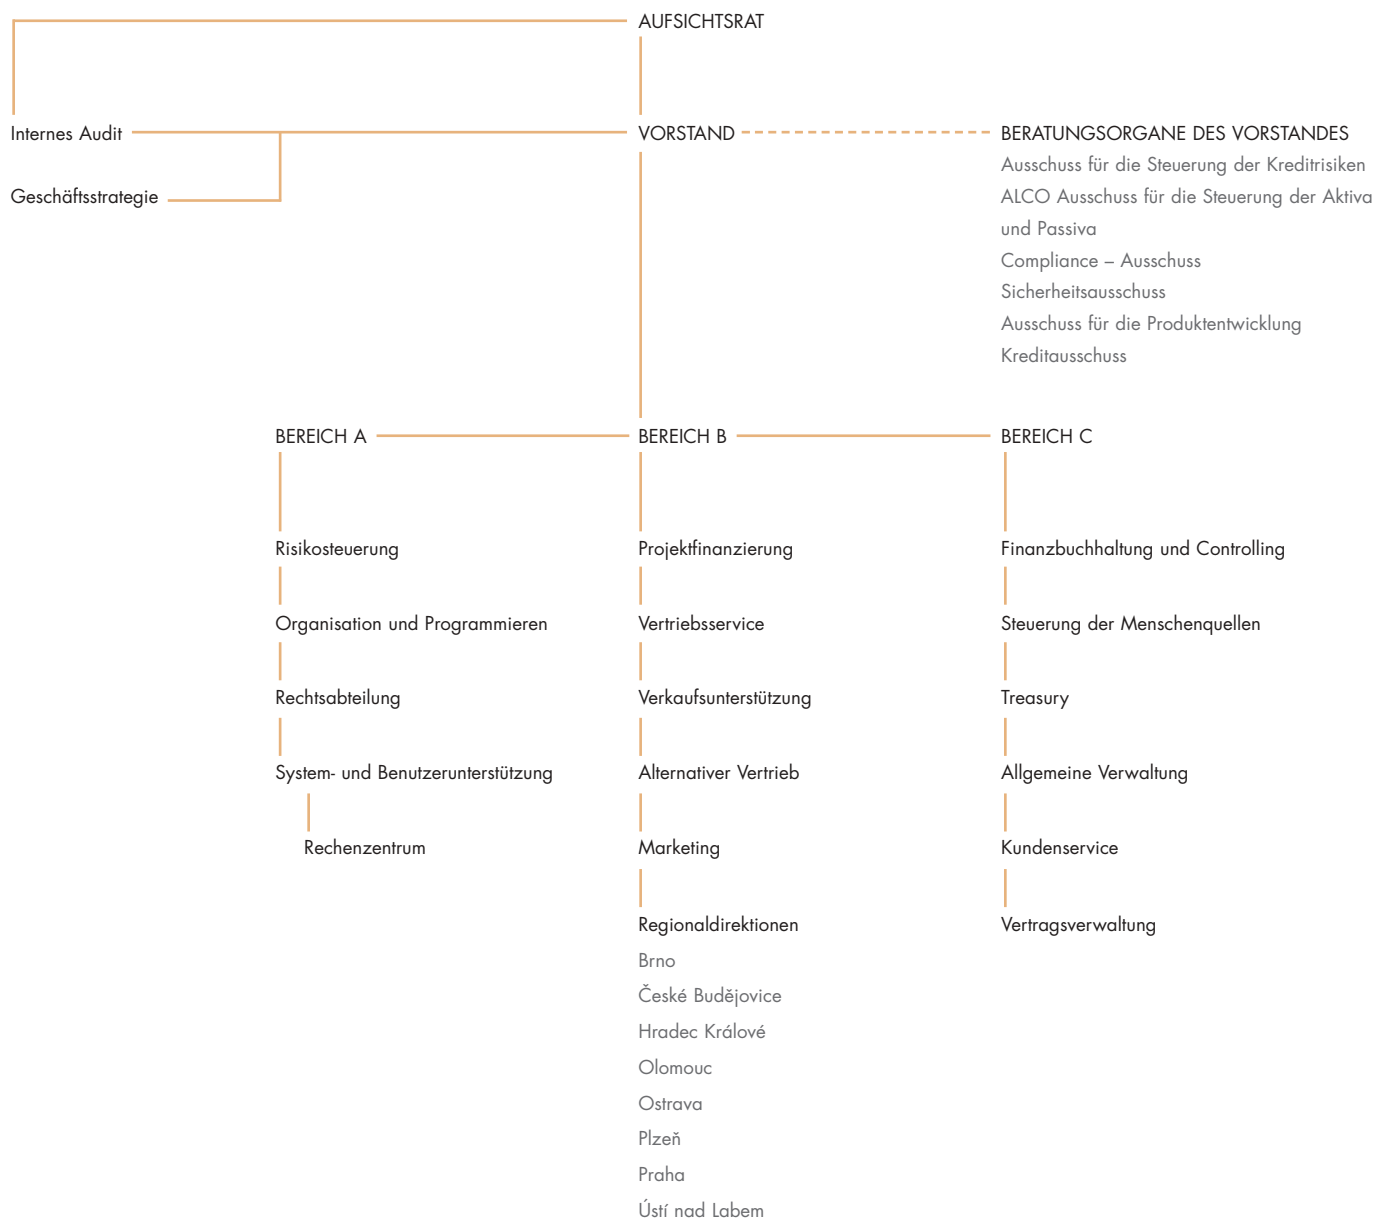 AUFSICHTSRAT
Internes Audit
VORSTAND
BERATUNGSORGANE DES VORSTANDES
Ausschuss für die Steuerung der Kreditrisiken
Geschäftsstrategie
ALCO Ausschuss für die Steuerung der Aktiva
und Passiva
Compliance – Ausschuss
Sicherheitsausschuss
Ausschuss für die Produktentwicklung
Kreditausschuss
BEREICH A
BEREICH B
BEREICH C
Risikosteuerung
Projektfinanzierung
Finanzbuchhaltung und Controlling
Organisation und Programmieren
Vertriebsservice
Steuerung der Menschenquellen
Rechtsabteilung
Verkaufsunterstützung
Treasury
System- und Benutzerunterstützung
Alternativer Vertrieb
Allgemeine Verwaltung
Rechenzentrum
Marketing
Kundenservice
Regionaldirektionen
Vertragsverwaltung
Brno
České Budějovice
Hradec Králové
Olomouc
Ostrava
Plzeň
Praha
Ústí nad Labem